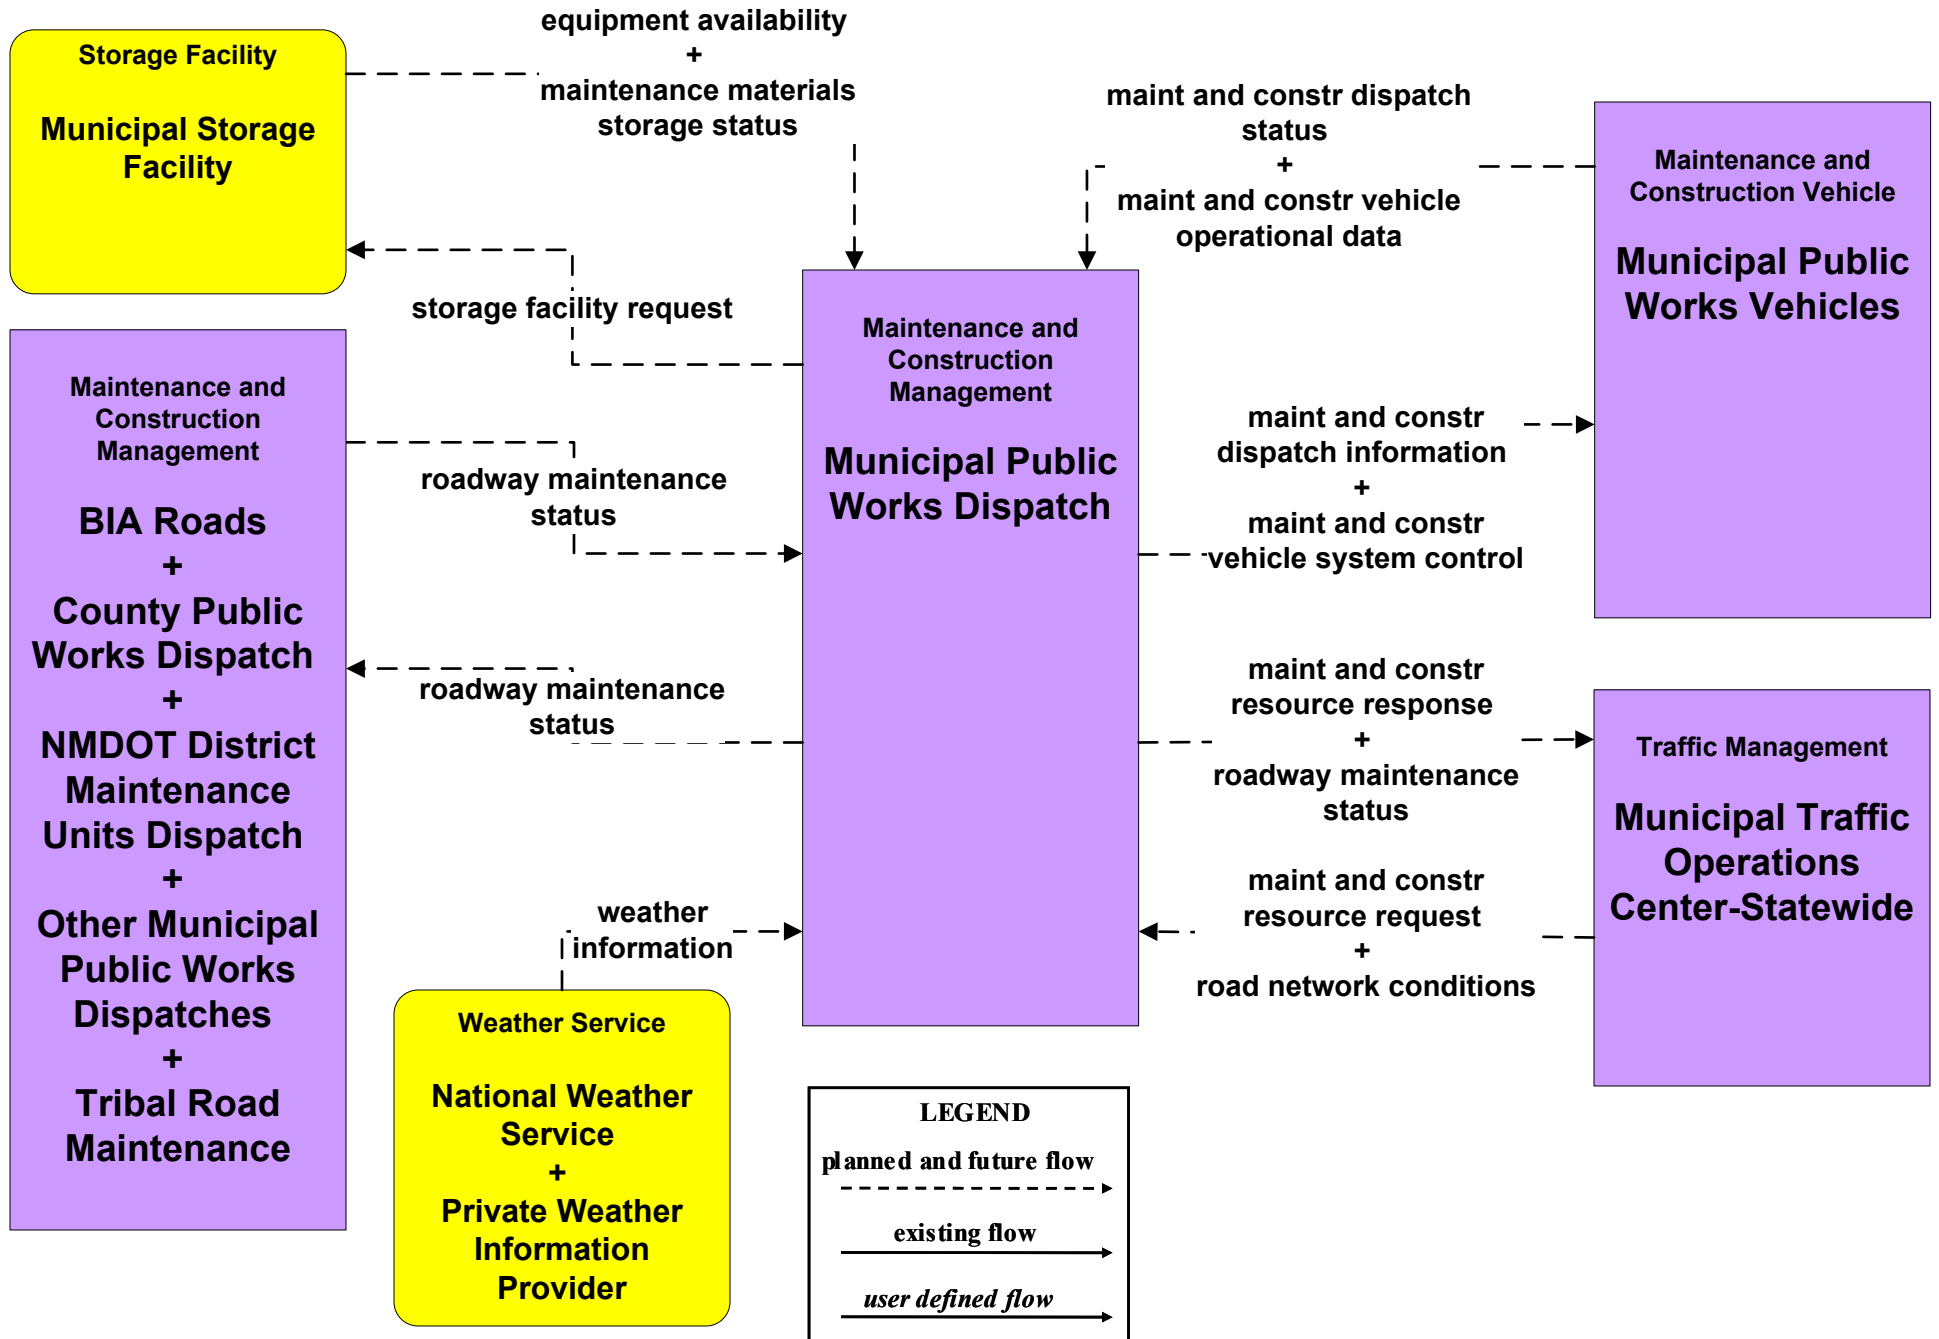 equipment availability
+
maintenance materials
storage status
Storage Facility
Municipal Storage
Facility
maint and constr dispatch
status
+
maint and constr vehicle
operational data
Maintenance and
Construction Vehicle
Municipal Public
Works Vehicles
storage facility request
Maintenance and
Construction
Management
BIA Roads
+
County Public
Works Dispatch
+
NMDOT District
Maintenance
Units Dispatch
+
Other Municipal
Public Works
Dispatches
+
Tribal Road
Maintenance
roadway maintenance
status
roadway maintenance
status
Maintenance and
Construction
Management
Municipal Public
Works Dispatch
maint and constr
dispatch information
+
maint and constr
vehicle system control
maint and constr
resource response
+
roadway maintenance
status
maint and constr
resource request
+
road network conditions
Traffic Management
Municipal Traffic
Operations
Center-Statewide
weather
information
Weather Service
National Weather
Service
+
Private Weather
Information
Provider
LEGEND
planned and future flow
existing flow
user defined flow